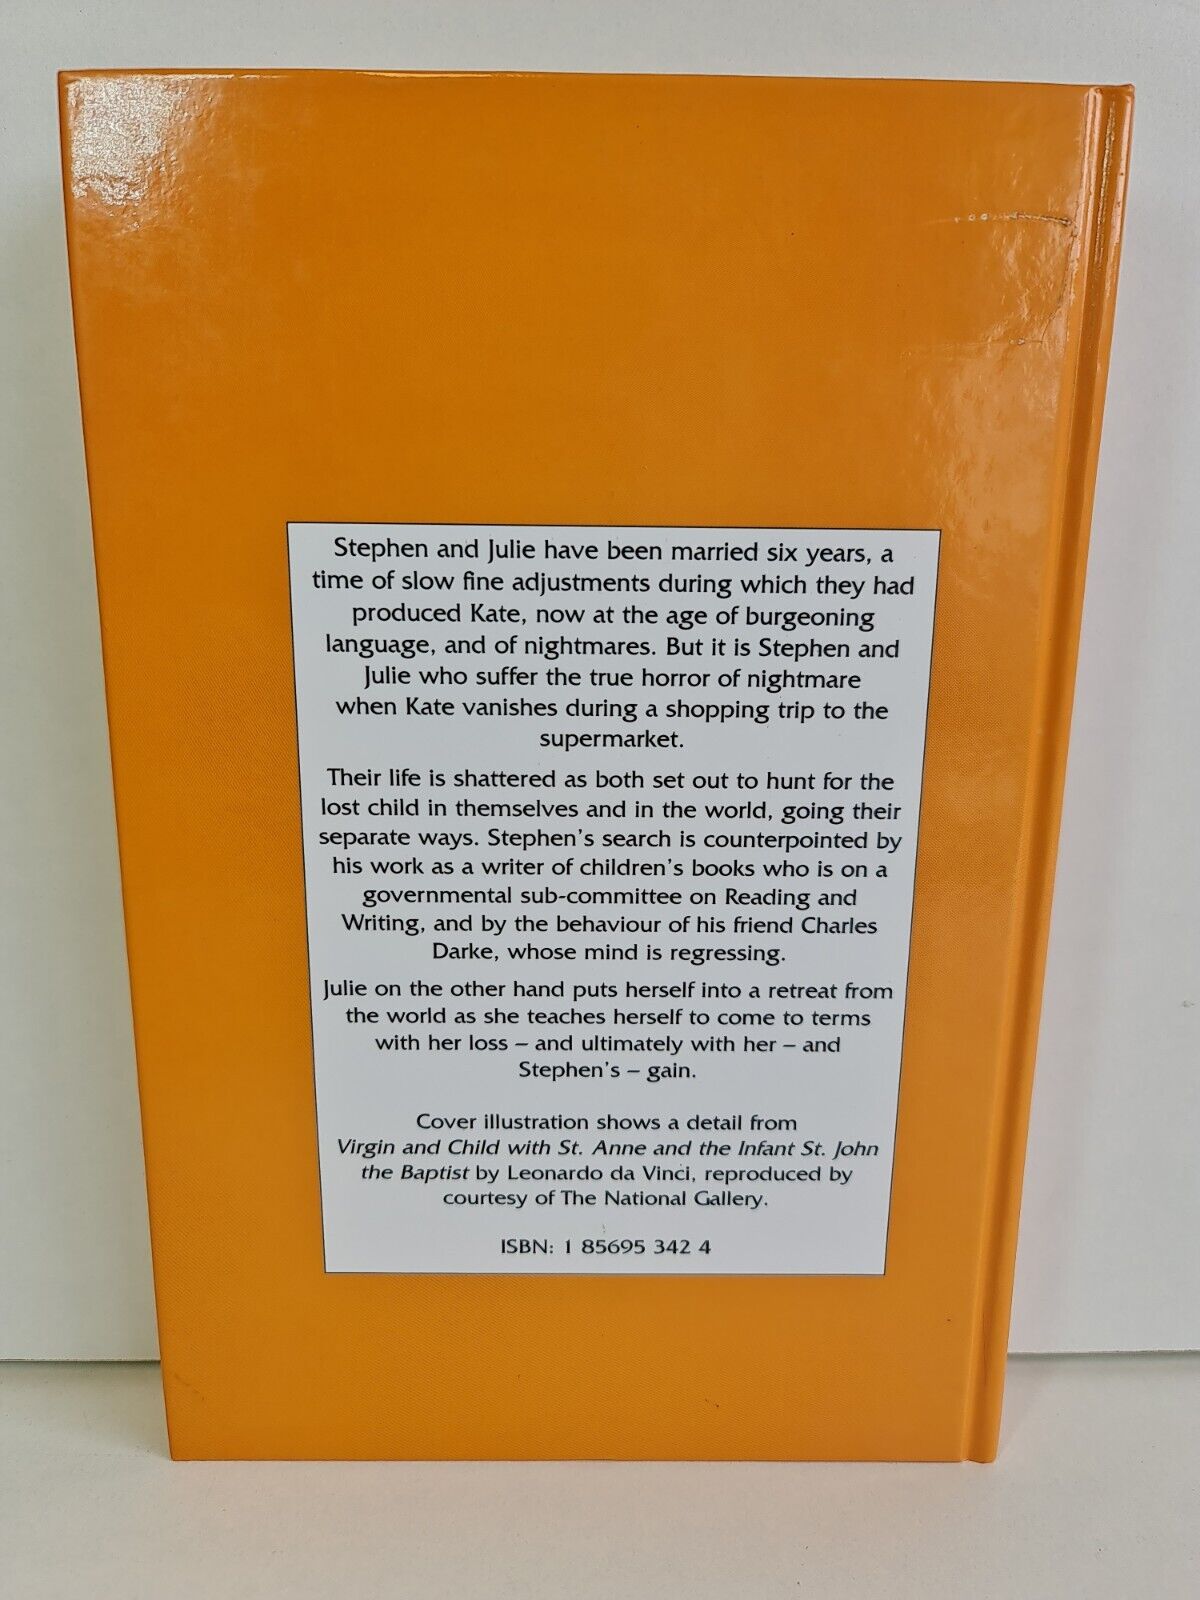 Stephen and Julie have been married six years, a
time of slow fine adjustments during which they had
produced Kate, now at the age of burgeoning
language, and of nightmares. But it is Stephen and
Julie who suffer the true horror of nightmare
when Kate vanishes during a shopping trip to the
supermarket.
Their life is shattered as both set out to hunt for the
lost child in themselves and in the world, going their
separate ways. Stephen's search is counterpointed by
his work as a writer of children's books who is on a
governmental sub-committee on Reading and
Writing, and by the behaviour of his friend Charles
Darke, whose mind is regressing.
Julie on the other hand puts herself into a retreat from
the world as she teaches herself to come to terms
with her loss – and ultimately with her – and
Stephen's – gain.
Cover illustration shows a detail from
Virgin and Child with St. Anne and the Infant St. John
the Baptist by Leonardo da Vinci, reproduced by
courtesy of The National Gallery.
ISBN: 1 85695 342 4